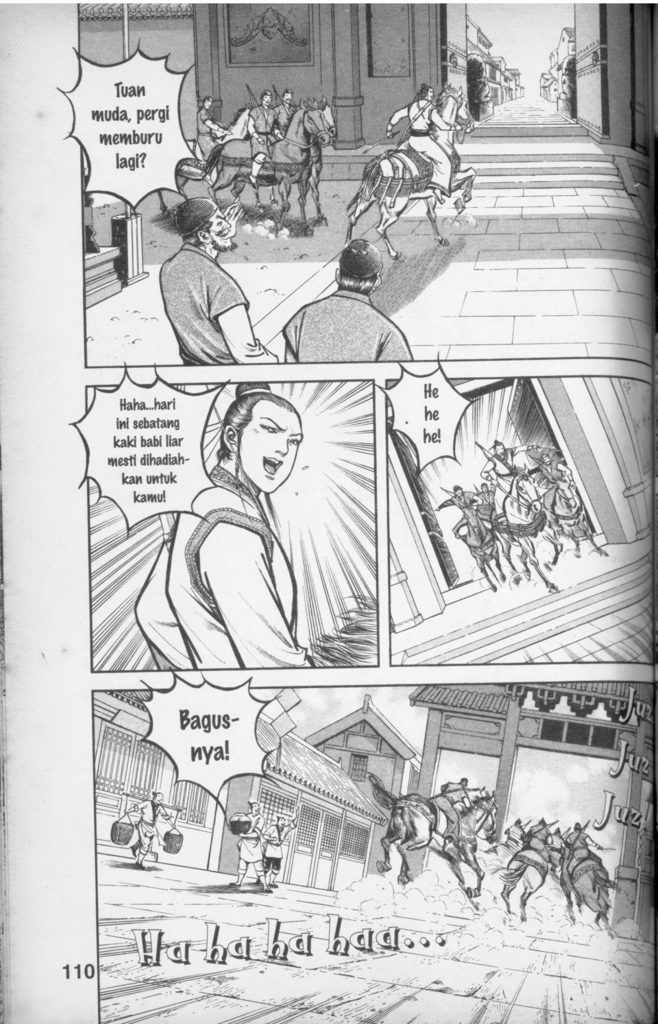 Tuan
muda, pergi
memburu
lagi?
Haha...hari
ini sebatang
kaki babi liar
mesti dihadiah-
kan untuk
kamu!
He
he
he!
Bagus-
nya!
Juz
Juz
Juz
Ha ha ha haa...
110